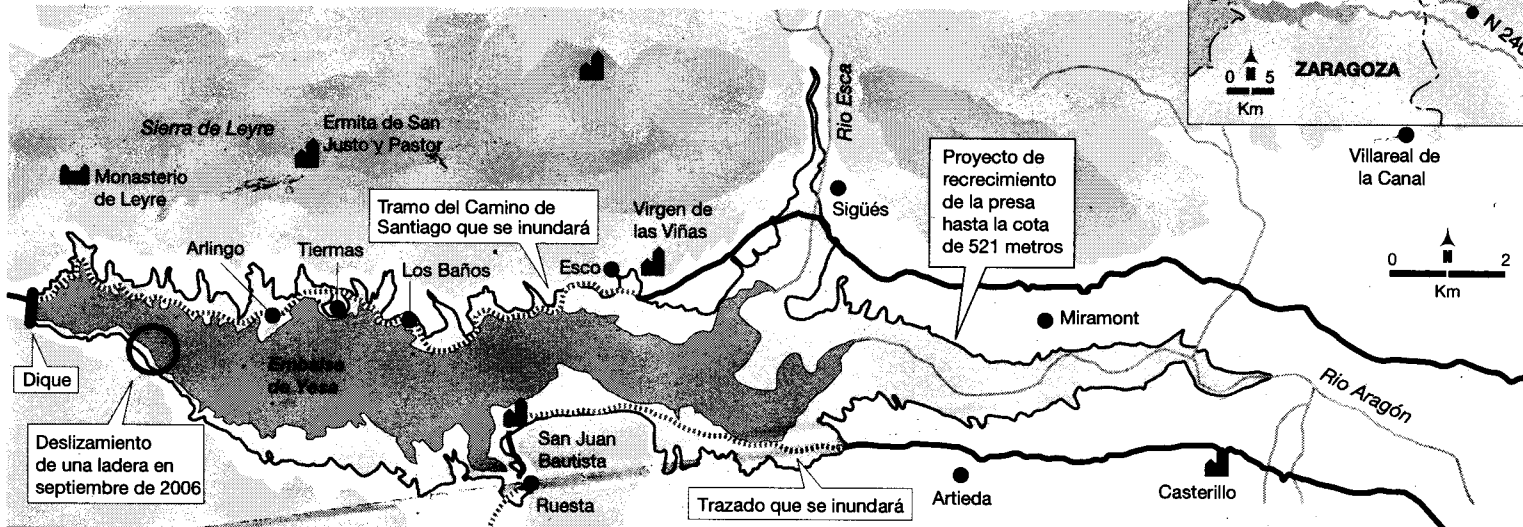 N 240
0 N 5
Km
ZARAGOZA
Villareal de
la Canal
0 N 2
Km
Sierra de Leyre
Ermita de San
Justo y Pastor
Monasterio
de Leyre
Río Esca
Proyecto de
recrecimiento
de la presa
hasta la cota
de 521 metros
Sigüés
Tramo del Camino de
Santiago que se inundará
Virgen de
las Viñas
Arlingo
Tiermas
Los Baños
Esco
Miramont
Dique
Embalse
de Yesa
Río Aragón
Deslizamiento
de una ladera en
septiembre de 2006
San Juan
Bautista
Ruesta
Trazado que se inundará
Artieda
Casterillo